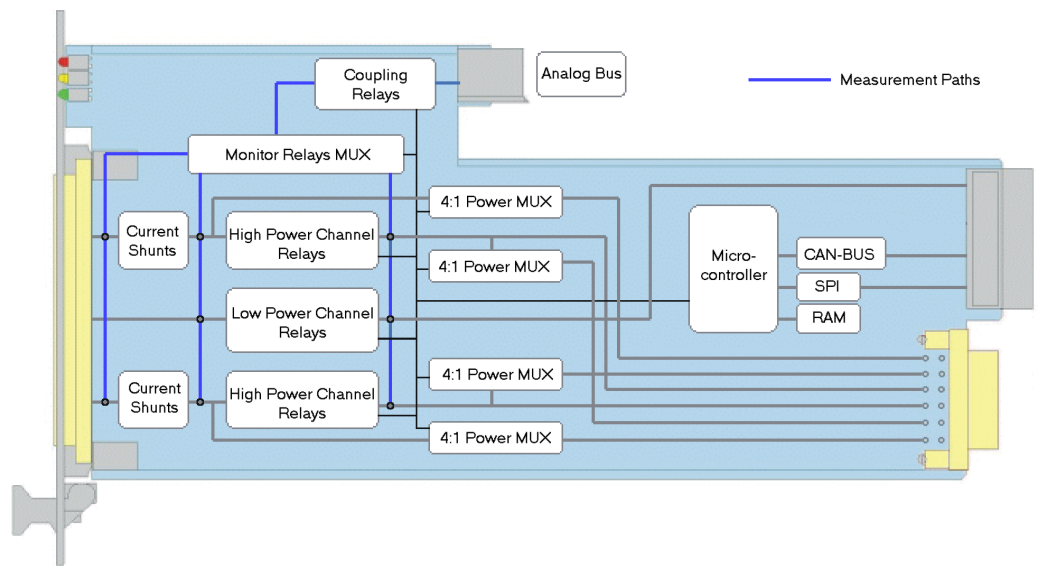 Coupling
Relays
Analog Bus
Measurement Paths
Monitor Relays MUX
4:1 Power MUX
Current
Shunts
High Power Channel
Relays
4:1 Power MUX
Micro-
controller
CAN-BUS
SPI
RAM
Low Power Channel
Relays
Current
Shunts
High Power Channel
Relays
4:1 Power MUX
4:1 Power MUX